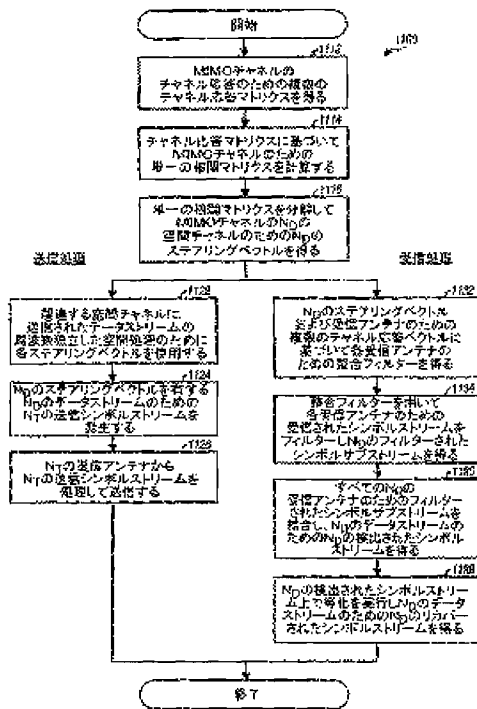 開始
1100
1112
MIMOチャネルの
チャネル応答のための複数の
チャネル応答マトリクスを得る
1114
チャネル応答マトリクスに基づいて
MIMOチャネルのための
単一の相関マトリクスを計算する
1116
単一の相関マトリクスを分解して
MIMOチャネルのNDの
空間チャネルのためのNDの
ステアリングベクトルを得る
送信処理
受信処理
関連する空間チャネルに
送信されたデータストリームの
周波数独立した空間処理のために
各ステアリングベクトルを使用する
1124
NDのステアリングベクトルを有する
NDのデータストリームのための
NTの送信シンボルストリームを
発生する
1126
NTの送信アンテナから
NTの送信シンボルストリームを
処理して送信する
1132
NDのステアリングベクトル
および受信アンテナのための
複数のチャネル応答ベクトルに
基づいて各受信アンテナの
ための整合フィルターを得る
1134
整合フィルターを用いて
各受信アンテナのための
受信されたシンボルストリームを
フィルターしNDのフィルターされた
シンボルサブストリームを得る
すべてのNRの
受信アンテナのためのフィルター
されたシンボルサブストリームを
結合し、NDのデータストリームの
ためのNDの検出されたシンボル
ストリームを得る
NDの検出されたシンボルストリー
ム上で等化を実行しNDのデータ
ストリームのためのNDのリカバー
されたシンボルストリームを得る
終了